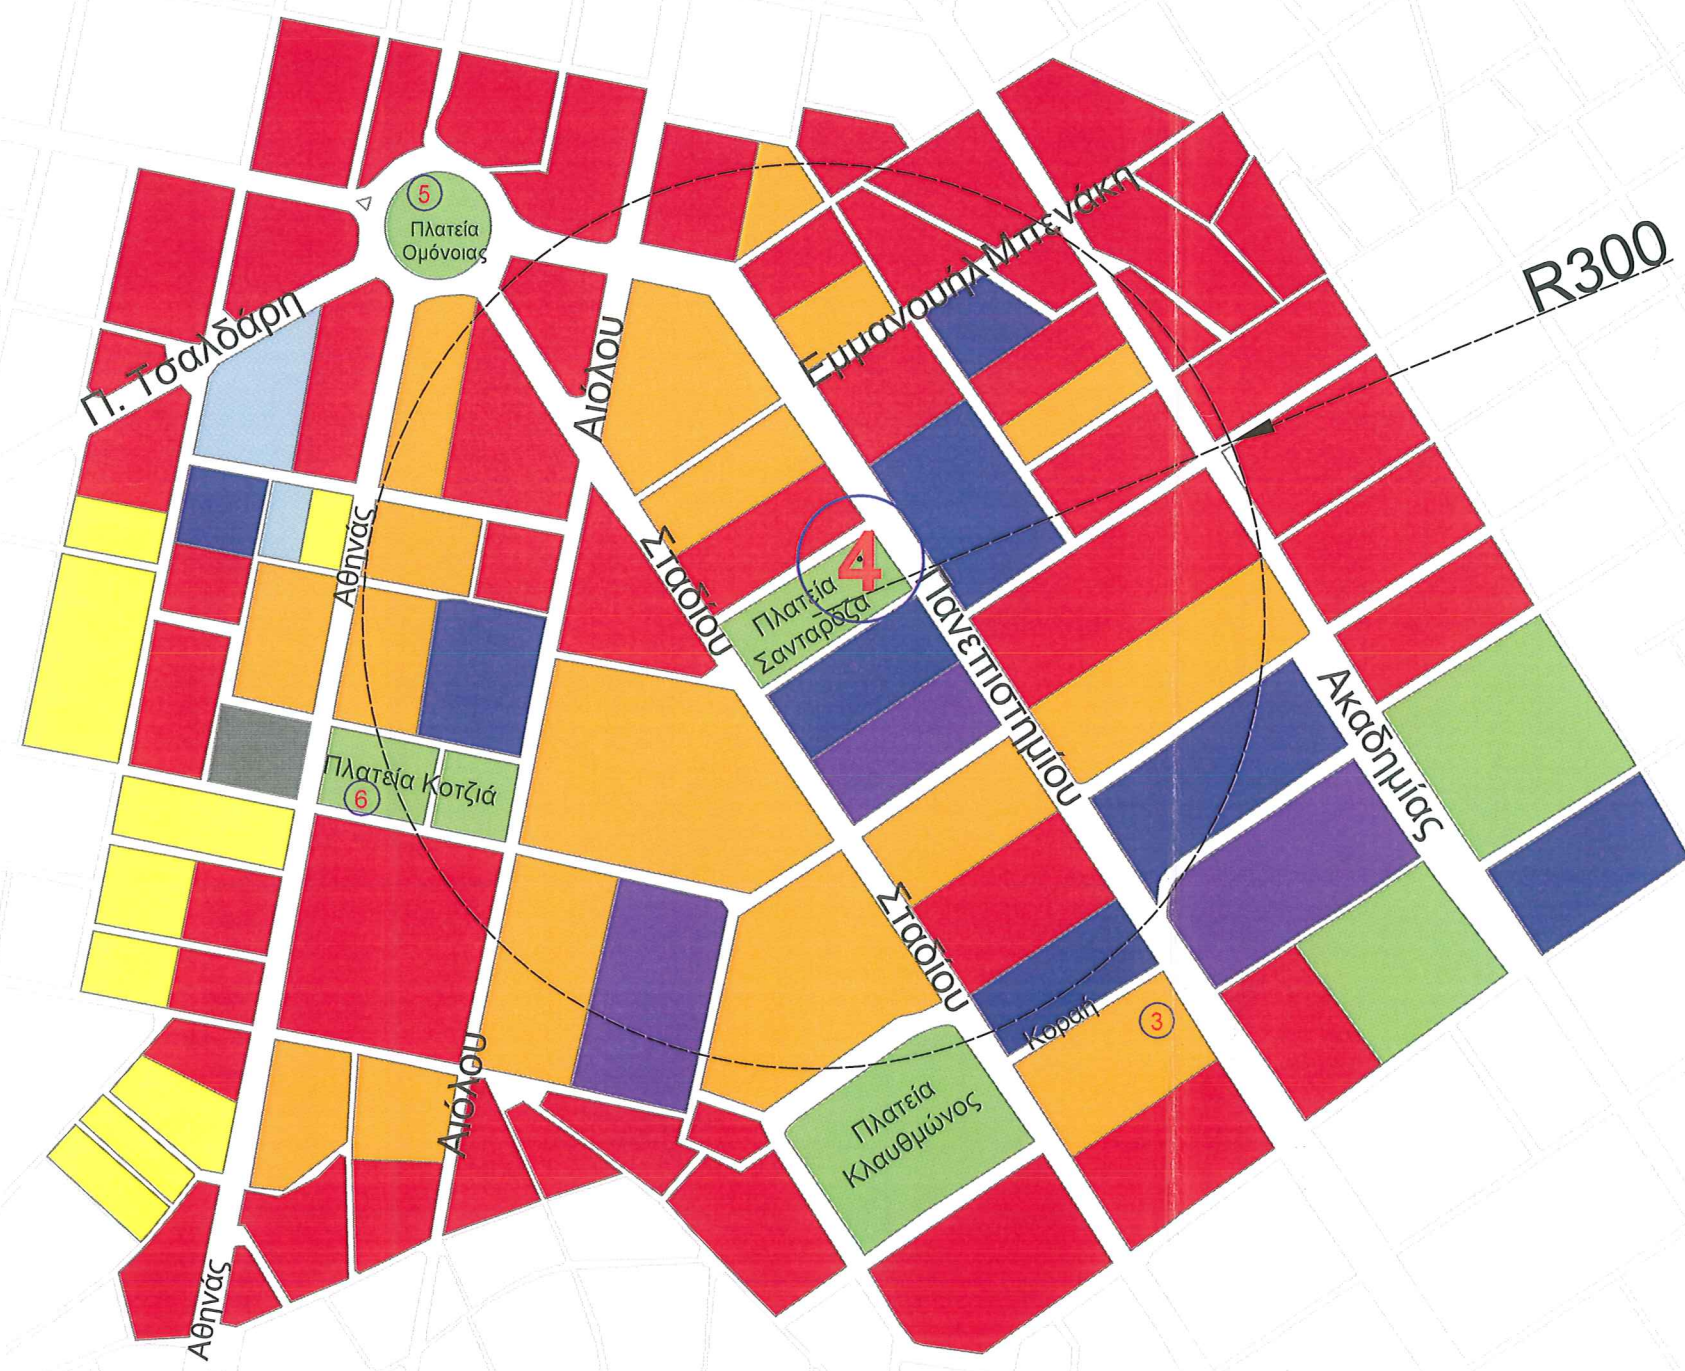 5
Πλατεία
Ομόνοιας
Εμμανουήλ Μπενάκη
R300
Π. Τσαλδάρη
Αιόλου
Αθηνάς
Σταδίου
4
Πλατεία
Σανταρόζα
Πανεπιστημίου
Ακαδημίας
Πλατεία Κοτζιά
6
Σταδίου
Κοραή
3
Αιόλου
Πλατεία
Κλαυθμώνος
Αθηνάς